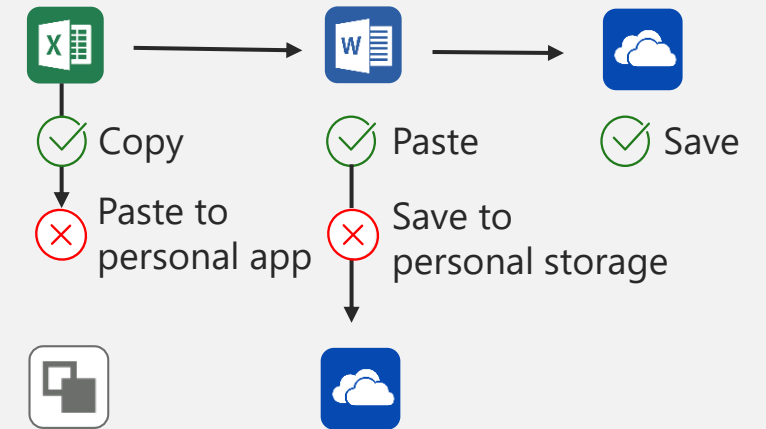 X
W
Copy
Paste
Save
Paste to
personal app
Save to
personal storage